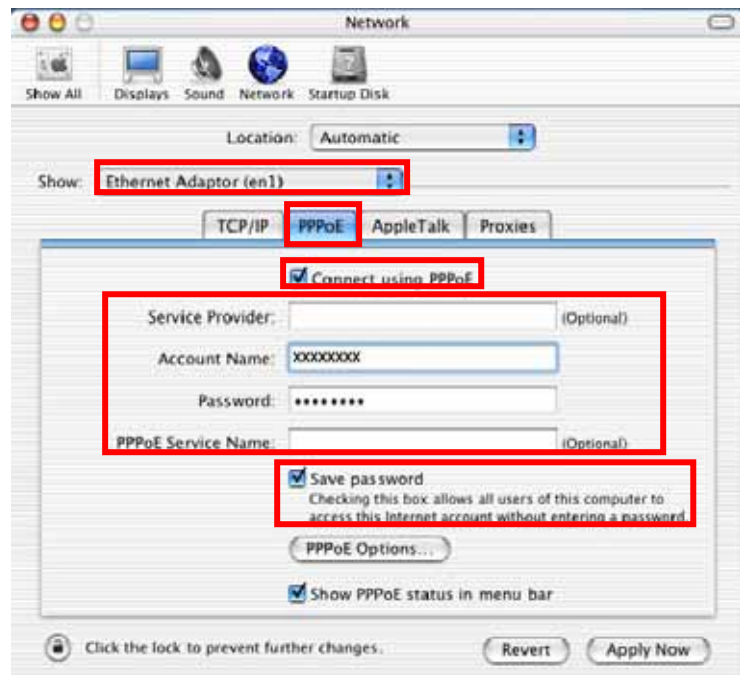 Network
Show All Displays Sound Network Startup Disk
Location: Automatic
Show: Ethernet Adaptor (en1)
TCP/IP PPPoE AppleTalk Proxies
Connect using PPPoE
Service Provider: (Optional)
Account Name: xxxxxxxx
Password: ••••••••
PPPoE Service Name: (Optional)
Save password
Checking this box allows all users of this computer to
access this Internet account without entering a password.
PPPoE Options...
Show PPPoE status in menu bar
Click the lock to prevent further changes. Revert Apply Now